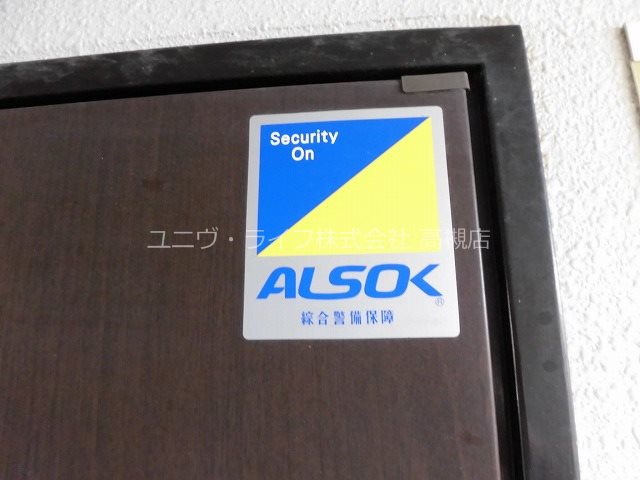 Security
On
ユニヴ・ライフ株式会社 高槻店
ALSOK
®
綜合警備保障